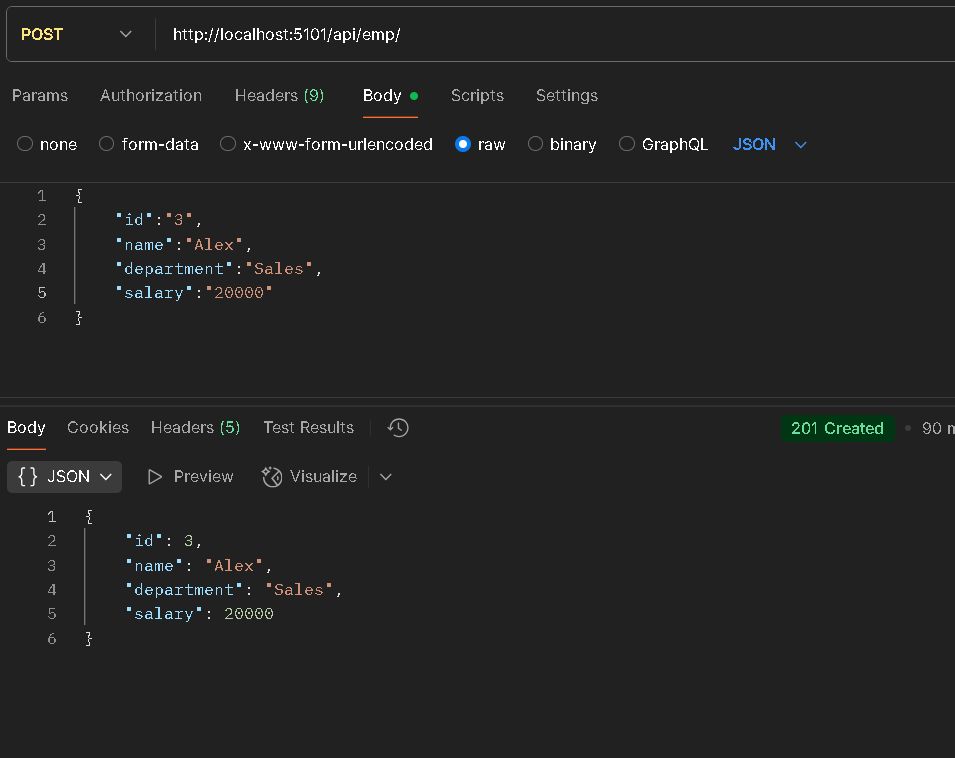 POST http://localhost:5101/api/emp/
Params Authorization Headers (9) Body Scripts Settings
none form-data x-www-form-urlencoded raw binary GraphQL JSON
1 {
2 "id":"3",
3 "name":"Alex",
4 "department":"Sales",
5 "salary":"20000"
6 }
Body Cookies Headers (5) Test Results 201 Created • 90 m
{} JSON Preview Visualize
1 {
2 "id": 3,
3 "name": "Alex",
4 "department": "Sales",
5 "salary": 20000
6 }